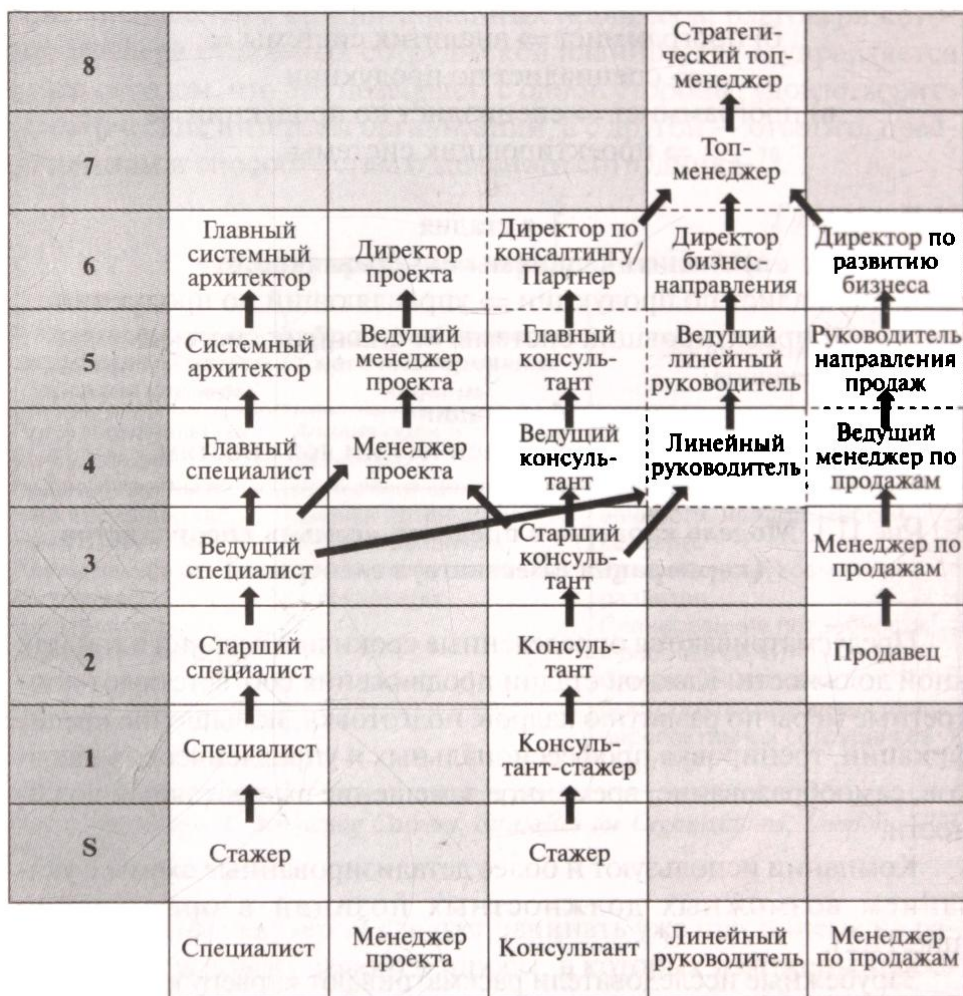 8
Стратеги-
ческий топ-
менеджер
7
Топ-
менеджер
6
Главный
системный
архитектор
Директор
проекта
Директор по
консалтингу/
Партнер
Директор
бизнес-
направления
Директор по
развитию
бизнеса
5
Системный
архитектор
Ведущий
менеджер
проекта
Главный
консуль-
тант
Ведущий
линейный
руководитель
Руководитель
направления
продаж
4
Главный
специалист
Менеджер
проекта
Ведущий
консуль-
тант
Линейный
руководитель
Ведущий
менеджер по
продажам
3
Ведущий
специалист
Старший
консуль-
тант
Менеджер по
продажам
2
Старший
специалист
Консуль-
тант
Продавец
1
Специалист
Консуль-
тант-стажер
S
Стажер
Стажер
Специалист
Менеджер
проекта
Консультант
Линейный
руководитель
Менеджер
по продажам